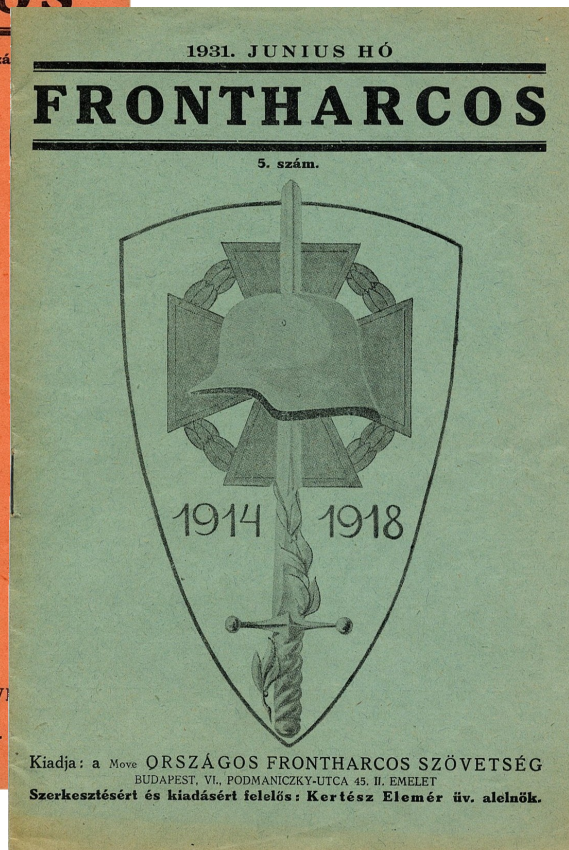 1931. JUNIUS HÓ
FRONTHARCOS
5. szám.
1914 1918
Kiadja: a Move ORSZÁGOS FRONTHARCOS SZÖVETSÉG
BUDAPEST, VI., PODMANICZKY-UTCA 45. II. EMELET
Szerkesztésért és kiadásért felelős: Kertész Elemér üv. alelnök.